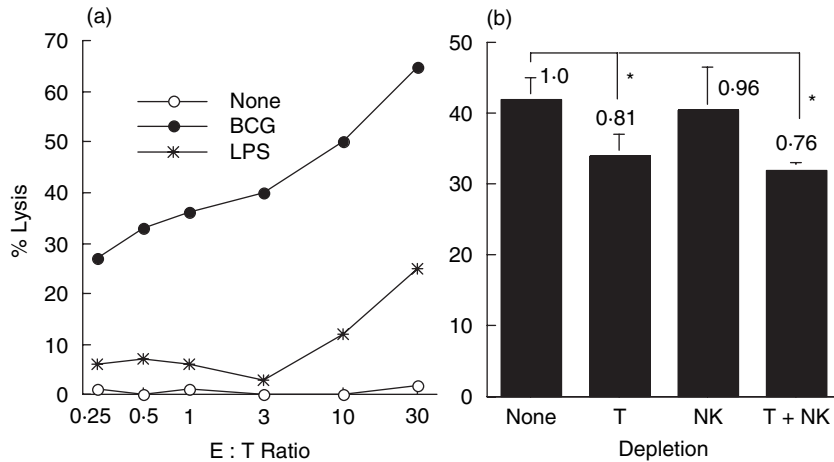 (a)
70
60
50
40
30
20
10
0
% Lysis
None
BCG
LPS
0·25 0·5 1 3 10 30
E : T Ratio
(b)
50
40
30
20
10
0
1·0
*
0·81
0·96
*
0·76
None T NK T + NK
Depletion